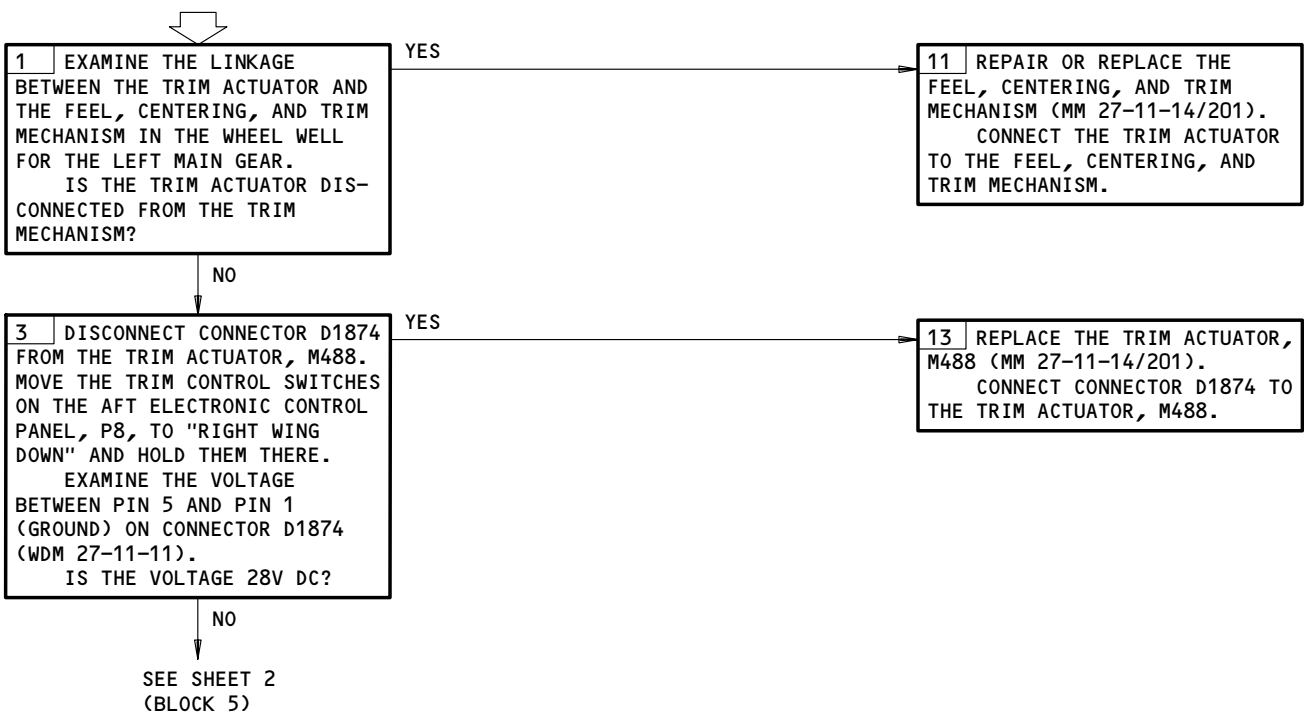 1 EXAMINE THE LINKAGE
BETWEEN THE TRIM ACTUATOR AND
THE FEEL, CENTERING, AND TRIM
MECHANISM IN THE WHEEL WELL
FOR THE LEFT MAIN GEAR.
IS THE TRIM ACTUATOR DIS-
CONNECTED FROM THE TRIM
MECHANISM?
YES
11 REPAIR OR REPLACE THE
FEEL, CENTERING, AND TRIM
MECHANISM (MM 27-11-14/201).
CONNECT THE TRIM ACTUATOR
TO THE FEEL, CENTERING, AND
TRIM MECHANISM.
NO
3 DISCONNECT CONNECTOR D1874
FROM THE TRIM ACTUATOR, M488.
MOVE THE TRIM CONTROL SWITCHES
ON THE AFT ELECTRONIC CONTROL
PANEL, P8, TO "RIGHT WING
DOWN" AND HOLD THEM THERE.
EXAMINE THE VOLTAGE
BETWEEN PIN 5 AND PIN 1
(GROUND) ON CONNECTOR D1874
(WDM 27-11-11).
IS THE VOLTAGE 28V DC?
YES
13 REPLACE THE TRIM ACTUATOR,
M488 (MM 27-11-14/201).
CONNECT CONNECTOR D1874 TO
THE TRIM ACTUATOR, M488.
NO
SEE SHEET 2
(BLOCK 5)